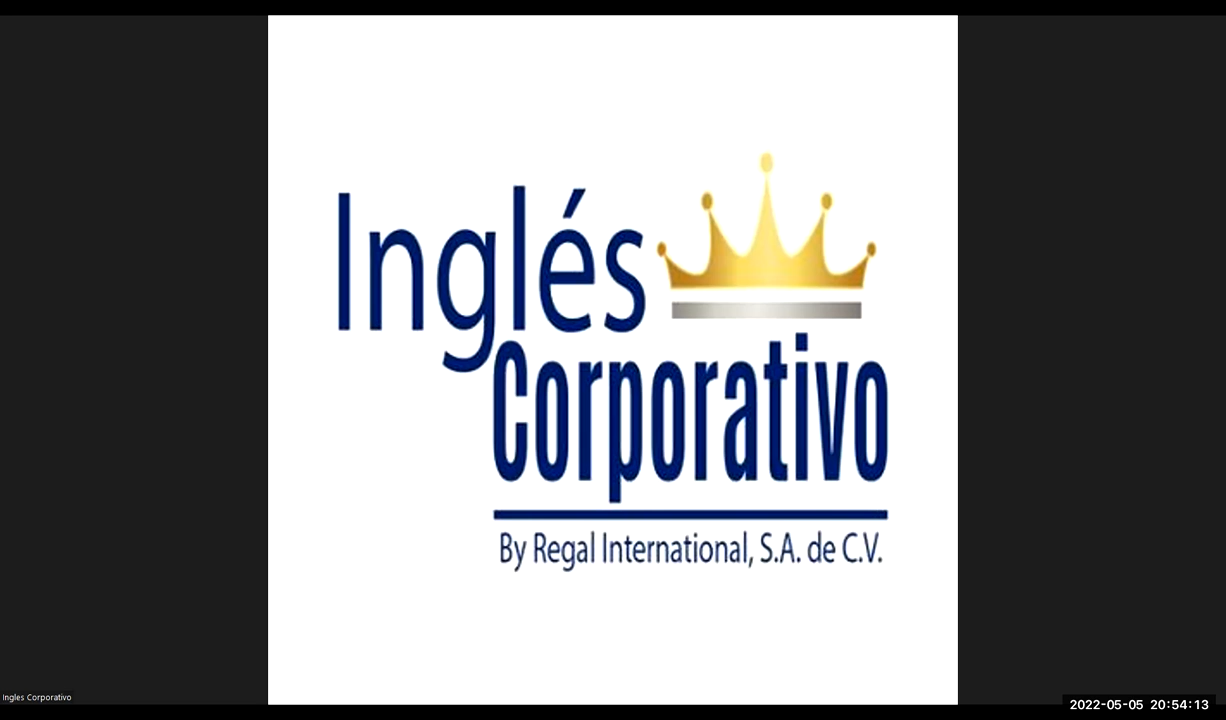 Inglés
Corporativo
By Regal International, S.A. de C.V.
Ingles Corporativo
2022-05-05 20:54:13